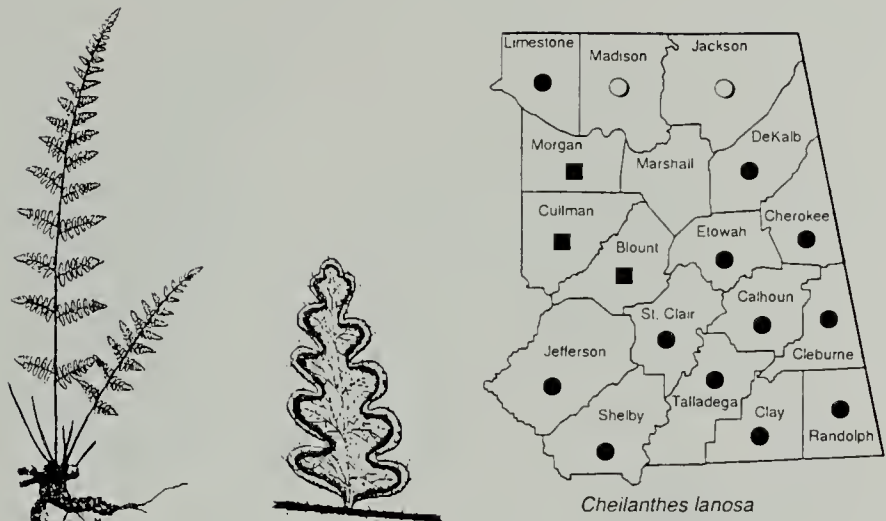 Limestone
Madison
Jackson
Morgan
Marshall
DeKalb
Cullman
Blount
Etowah
Cherokee
St. Clair
Calhoun
Jefferson
Cleburne
Talladega
Shelby
Clay
Randolph
Cheilanthes lanosa